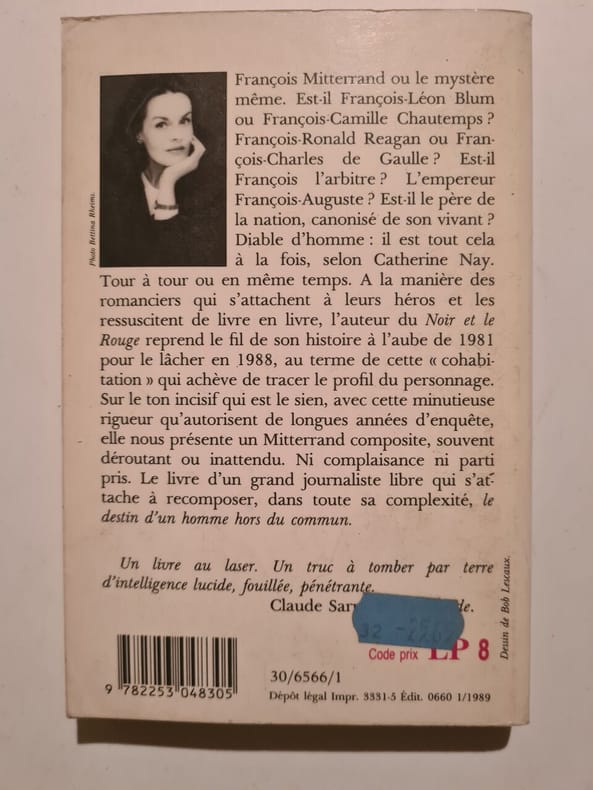 François Mitterrand ou le mystère
même. Est-il François-Léon Blum
ou François-Camille Chautemps ?
François-Ronald Reagan ou Fran-
çois-Charles de Gaulle ? Est-il
François l'arbitre ? L'empereur
François-Auguste ? Est-il le père de
la nation, canonisé de son vivant ?
Diable d'homme : il est tout cela
à la fois, selon Catherine Nay.
Tour à tour ou en même temps. A la manière des
romanciers qui s'attachent à leurs héros et les
ressuscitent de livre en livre, l'auteur du Noir et le
Rouge reprend le fil de son histoire à l'aube de 1981
pour le lâcher en 1988, au terme de cette « cohabi-
tation » qui achève de tracer le profil du personnage.
Sur le ton incisif qui est le sien, avec cette minutieuse
rigueur qu'autorisent de longues années d'enquête,
elle nous présente un Mitterrand composite, souvent
déroutant ou inattendu. Ni complaisance ni parti
pris. Le livre d'un grand journaliste libre qui s'at-
tache à recomposer, dans toute sa complexité, le
destin d'un homme hors du commun.
Photo Bettina Rheims.
Un livre au laser. Un truc à tomber par terre
d'intelligence lucide, fouillée, pénétrante.
Claude Sarr
de.
Code prix LP 8
Dessin de Bob Lescaux.
9 782253 048305
30/6566/1
Dépôt légal Impr. 3331-5 Édit. 0660 1/1989